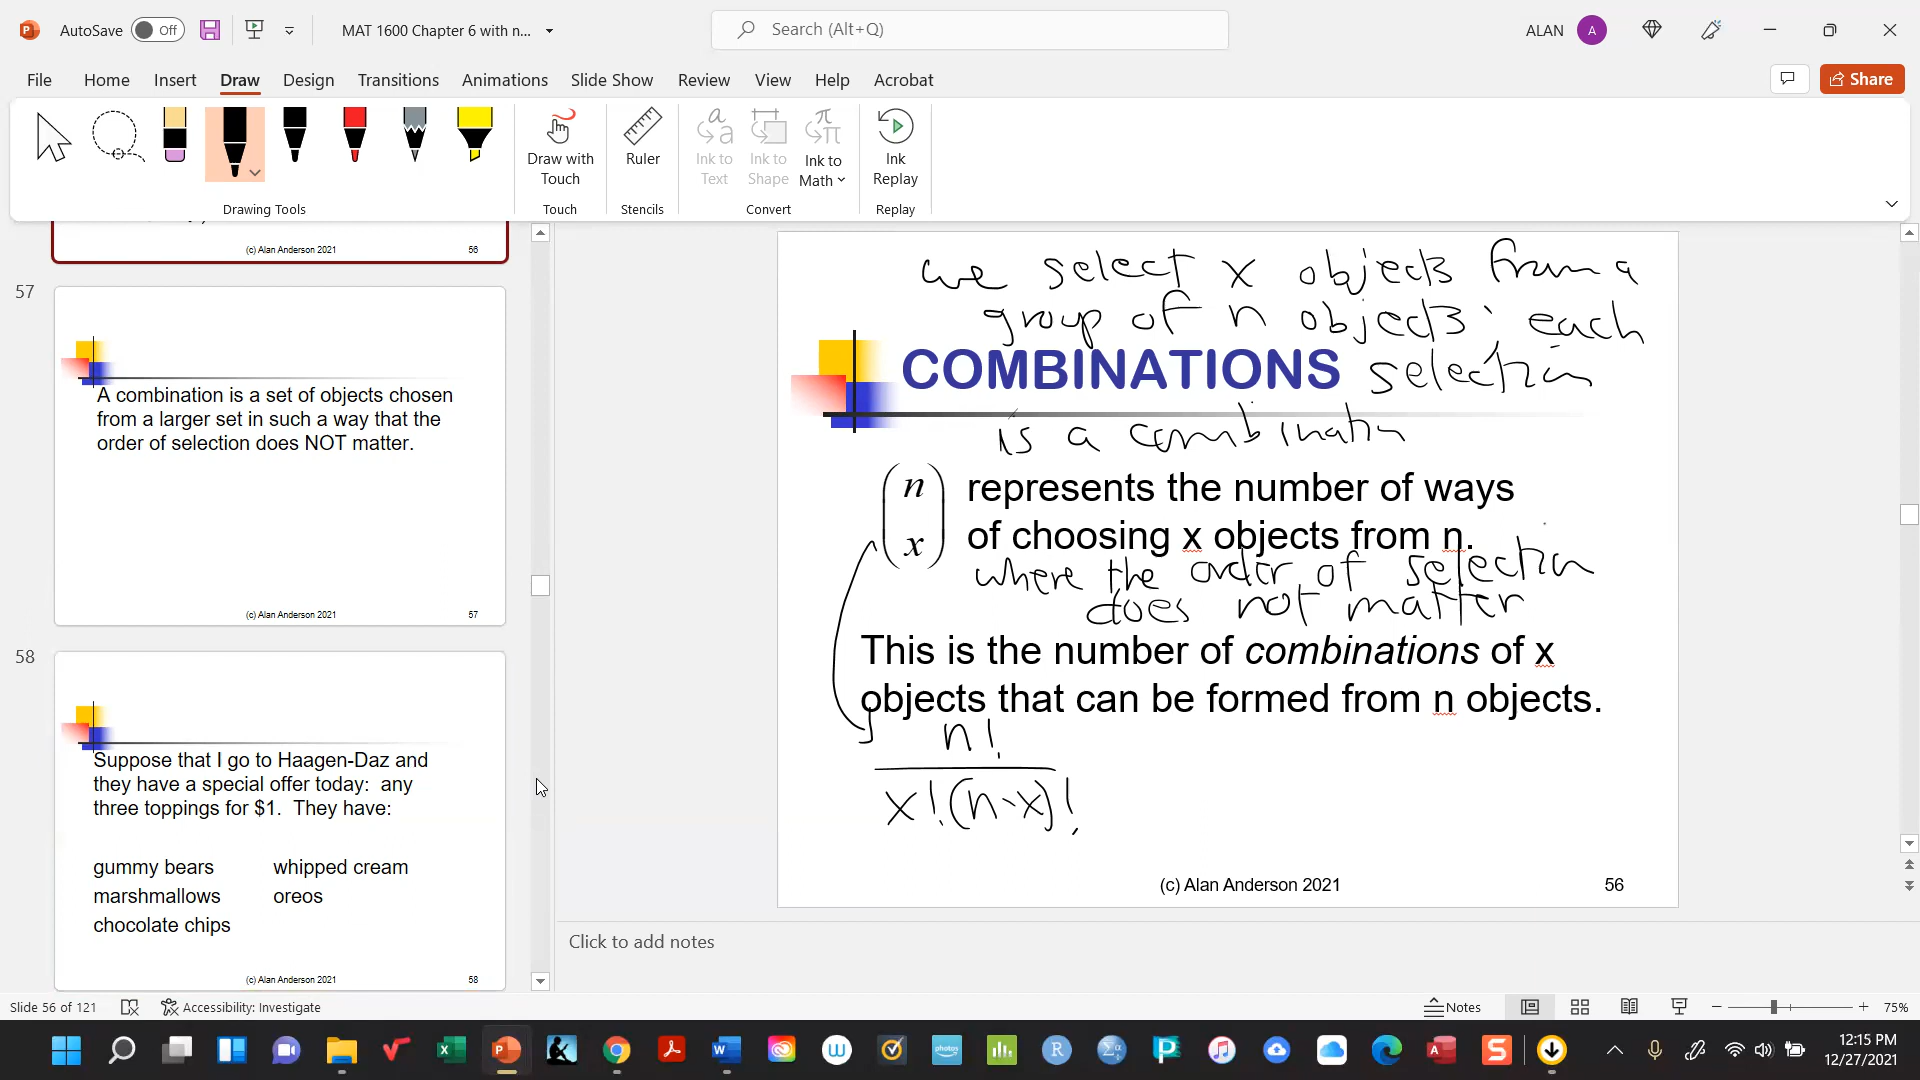 AutoSave Off
MAT 1600 Chapter 6 with n...
Search (Alt+Q)
ALAN A
File Home Insert Draw Design Transitions Animations Slide Show Review View Help Acrobat
Share
Draw with Touch
Ruler
Ink to Text
Ink to Shape
Ink to Math
Ink Replay
Drawing Tools
Touch
Stencils
Convert
Replay
(c) Alan Anderson 2021 56
57
A combination is a set of objects chosen
from a larger set in such a way that the
order of selection does NOT matter.
(c) Alan Anderson 2021 57
58
Suppose that I go to Haagen-Daz and
they have a special offer today: any
three toppings for $1. They have:
gummy bears whipped cream
marshmallows oreos
chocolate chips
(c) Alan Anderson 2021 58
we select x objects from a
group of n objects; each
COMBINATIONS selection
is a combination
(n x) represents the number of ways
of choosing x objects from n.
where the order of selection
does not matter
This is the number of combinations of x
objects that can be formed from n objects.
n!
x!(n-x)!
(c) Alan Anderson 2021 56
Click to add notes
Slide 56 of 121 Accessibility: Investigate Notes 75%
12:15 PM
12/27/2021